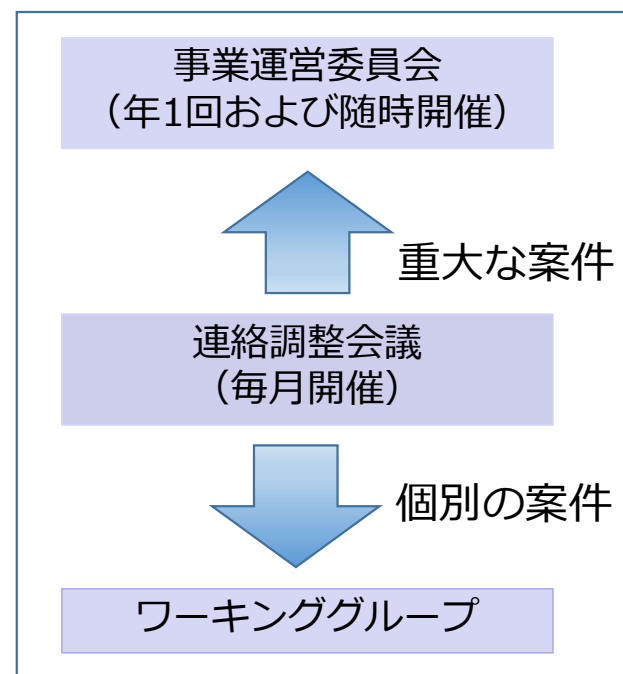 事業運営委員会
（年1回および随時開催）
重大な案件
連絡調整会議
（毎月開催）
個別の案件
ワーキンググループ